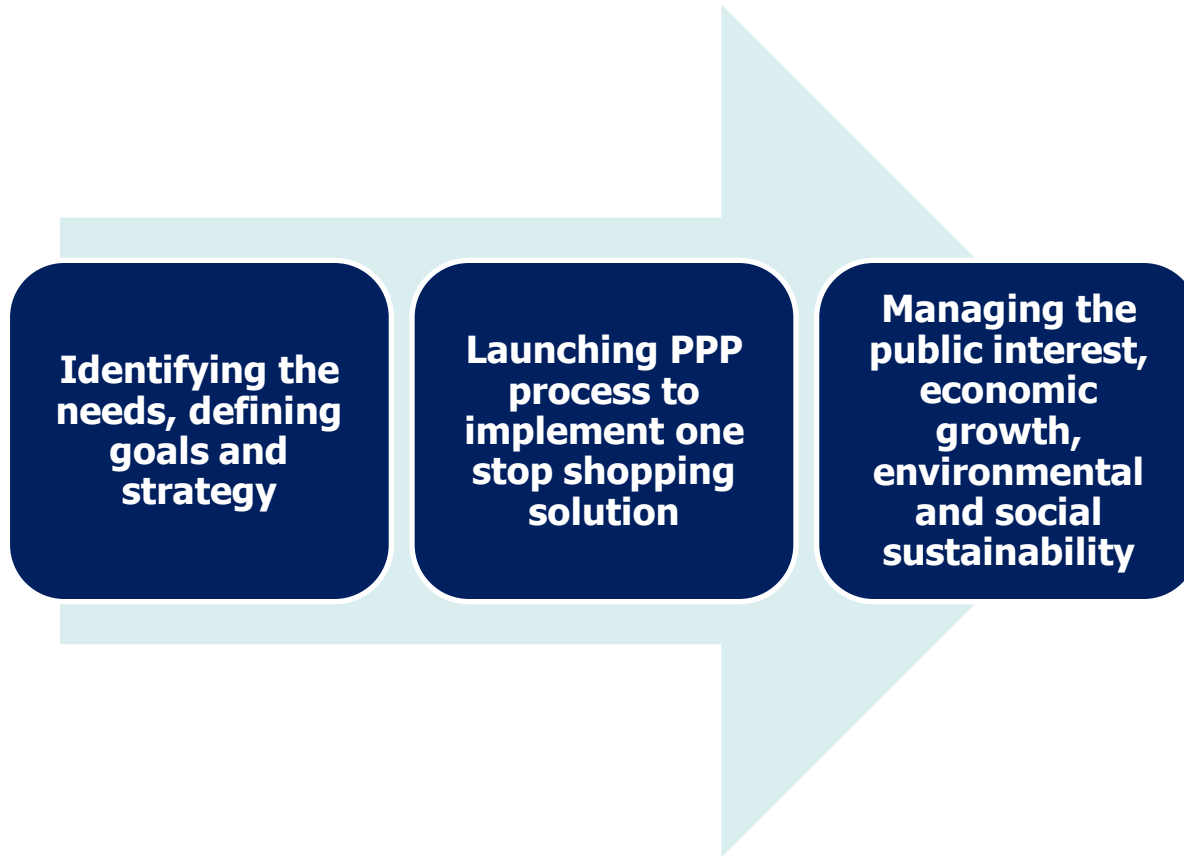 Identifying the
needs, defining
goals and
strategy
Launching PPP
process to
implement one
stop shopping
solution
Managing the
public interest,
economic
growth,
environmental
and social
sustainability